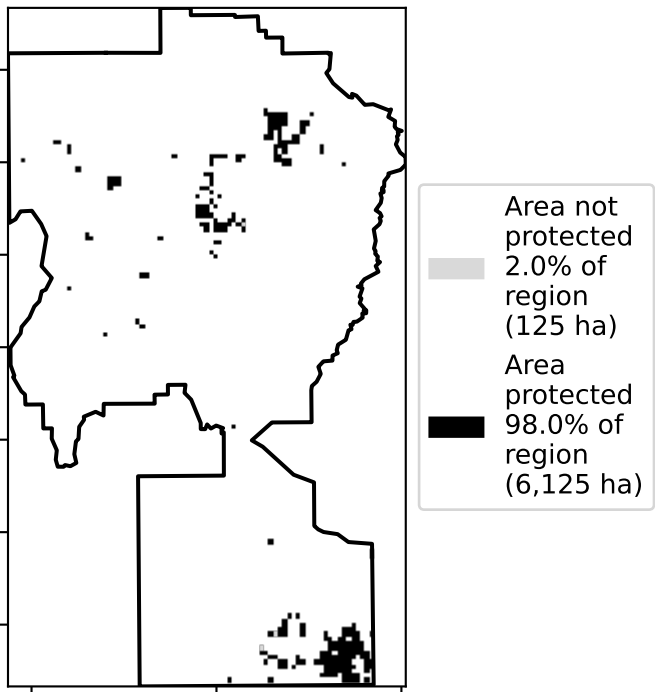 Area not
protected
2.0% of
region
(125 ha)
Area
protected
98.0% of
region
(6,125 ha)